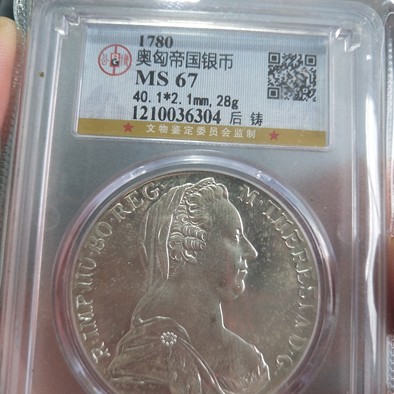 1780
奥匈帝国银币
MS 67
40.1*2.1mm,28g
1210036304 后 铸
★ 文物鉴定委员会监制 ★
R·IMP·HU·BO·REG· M·THERESIA·D·G·